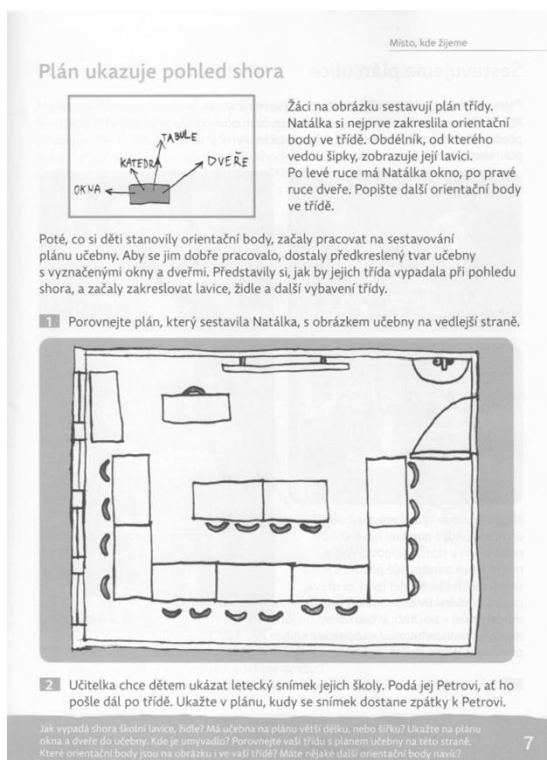 Místo, kde žijeme
Plán ukazuje pohled shora
TABULE
KATEDRA
DVEŘE
OKNA
Žáci na obrázku sestavují plán třídy.
Natálka si nejprve zakreslila orientační
body ve třídě. Obdélník, od kterého
vedou šipky, zobrazuje její lavici.
Po levé ruce má Natálka okno, po pravé
ruce dveře. Popište další orientační body
ve třídě.
Poté, co si děti stanovily orientační body, začaly pracovat na sestavování
plánu učebny. Aby se jim dobře pracovalo, dostaly předkreslený tvar učebny
s vyznačenými okny a dveřmi. Představily si, jak by jejich třída vypadala při pohledu
shora, a začaly zakreslovat lavice, židle a další vybavení třídy.
1 Porovnejte plán, který sestavila Natálka, s obrázkem učebny na vedlejší straně.
2 Učitelka chce dětem ukázat letecký snímek jejich školy. Podá jej Petrovi, ať ho
pošle dál po třídě. Ukažte v plánu, kudy se snímek dostane zpátky k Petrovi.
Jak vypadá shora školní lavice, židle? Má učebna na plánu větší délku, nebo šířku? Ukažte na plánu
okna a dveře do učebny. Kde je umyvadlo? Porovnejte vaši třídu s plánem učebny na této straně.
Které orientační body jsou na obrázku i ve vaší třídě? Máte nějaké další orientační body navíc?
7